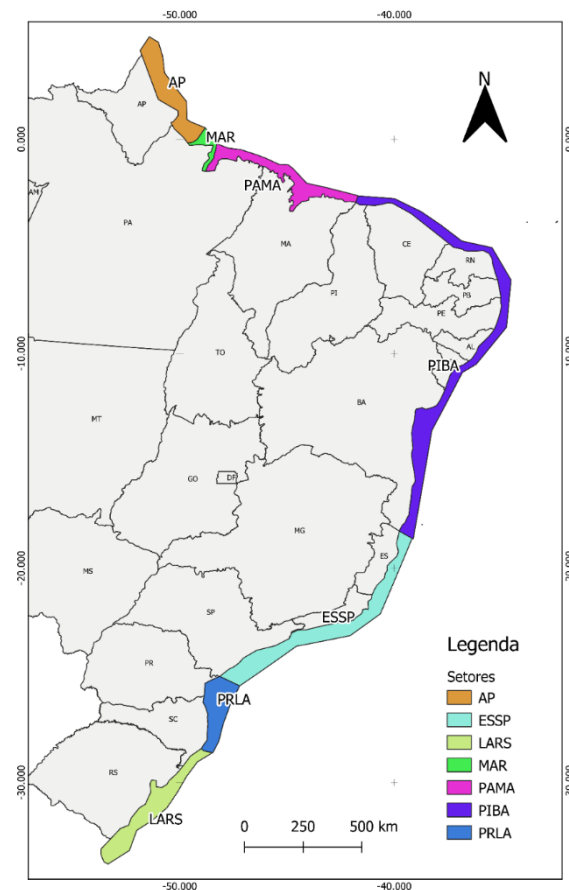 -50.000 -40.000
N
AP
AP
0.000
0.000
MAR
AM
PAMA
PA
MA
CE
RN
PI
PB
PE
-10.000
TO
AL
-10.000
PIBA
BA
MT
GO
DF
MG
ES
-20.000
-20.000
MS
SP
ESSP
Legenda
PR
Setores
PRLA
AP
SC
ESSP
LARS
RS
MAR
-30.000
-30.000
PAMA
LARS
PIBA
0 250 500 km
PRLA
-50.000 -40.000